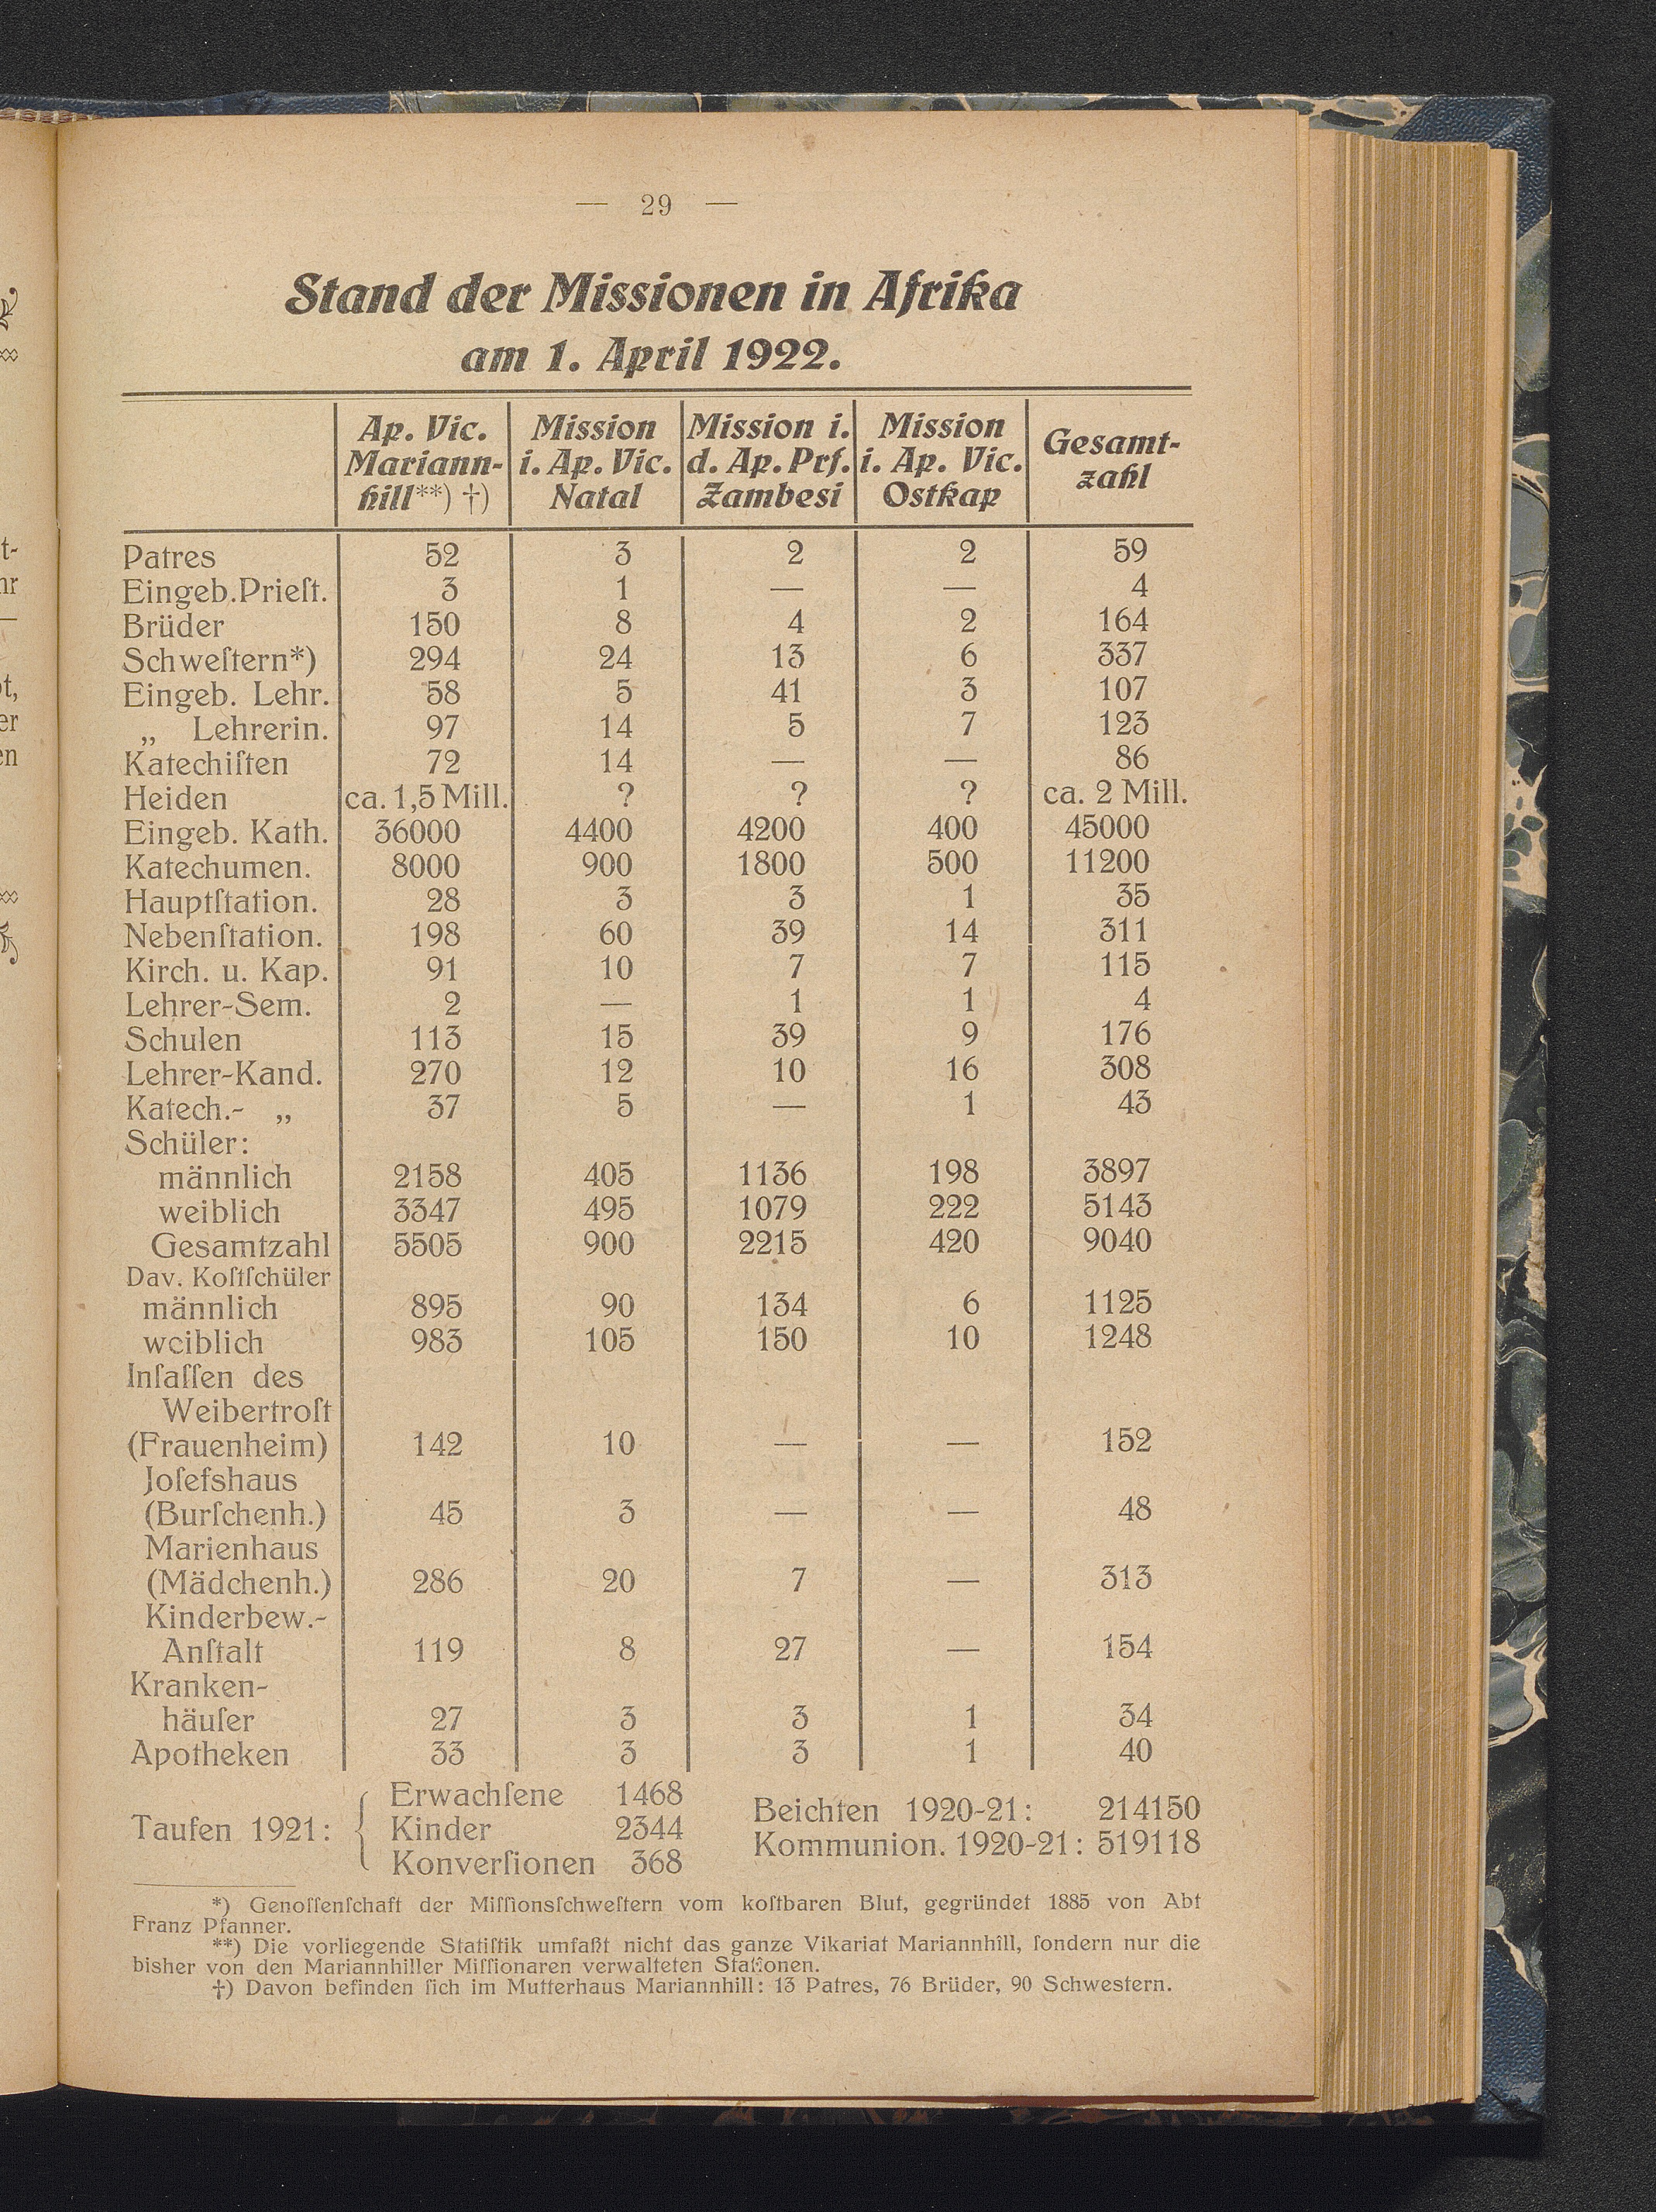 — 29 —
Stand der Missionen in Afrika
am 1. April 1922.
Ap. Vic. Mariann-hill**) †) | Mission i. Ap. Vic. Natal | Mission i. d. Ap. Prf. Zambesi | Mission i. Ap. Vic. Ostkap | Gesamt-zahl
Patres 52 3 2 2 59
Eingeb.Prieſt. 3 1 — — 4
Brüder 150 8 4 2 164
Schweſtern*) 294 24 13 6 337
Eingeb. Lehr. 58 5 41 3 107
„ Lehrerin. 97 14 5 7 123
Katechiſten 72 14 — — 86
Heiden ca. 1,5 Mill. ? ? ? ca. 2 Mill.
Eingeb. Kath. 36000 4400 4200 400 45000
Katechumen. 8000 900 1800 500 11200
Hauptſtation. 28 3 3 1 35
Nebenſtation. 198 60 39 14 311
Kirch. u. Kap. 91 10 7 7 115
Lehrer-Sem. 2 — 1 1 4
Schulen 113 15 39 9 176
Lehrer-Kand. 270 12 10 16 308
Katech.- „ 37 5 — 1 43
Schüler:
männlich 2158 405 1136 198 3897
weiblich 3347 495 1079 222 5143
Gesamtzahl 5505 900 2215 420 9040
Dav. Koſtſchüler
männlich 895 90 134 6 1125
weiblich 983 105 150 10 1248
Inſaſſen des
Weibertroſt
(Frauenheim) 142 10 — — 152
Joſefshaus
(Burſchenh.) 45 3 — — 48
Marienhaus
(Mädchenh.) 286 20 7 — 313
Kinderbew.-
Anſtalt 119 8 27 — 154
Kranken-
häuſer 27 3 3 1 34
Apotheken 33 3 3 1 40
Taufen 1921:
Erwachſene 1468
Kinder 2344
Konverſionen 368
Beichten 1920-21: 214150
Kommunion. 1920-21: 519118
*) Genoſſenſchaft der Miſſionsſchweſtern vom koſtbaren Blut, gegründet 1885 von Abt
Franz Pfanner.
**) Die vorliegende Statiſtik umfaßt nicht das ganze Vikariat Mariannhill, ſondern nur die
bisher von den Mariannhiller Miſſionaren verwalteten Stationen.
†) Davon befinden ſich im Mutterhaus Mariannhill: 13 Patres, 76 Brüder, 90 Schwestern.